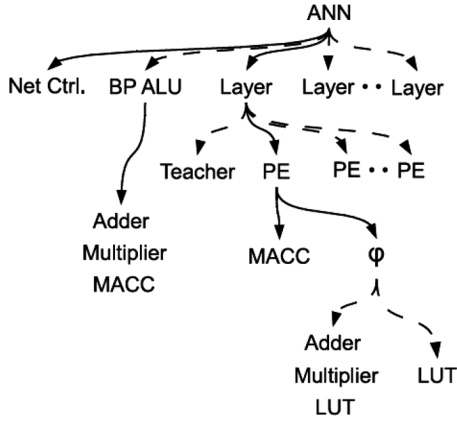 ANN
Net Ctrl. BP ALU Layer Layer · · Layer
Teacher PE PE · · PE
Adder
Multiplier
MACC
MACC φ
Adder
Multiplier
LUT
LUT